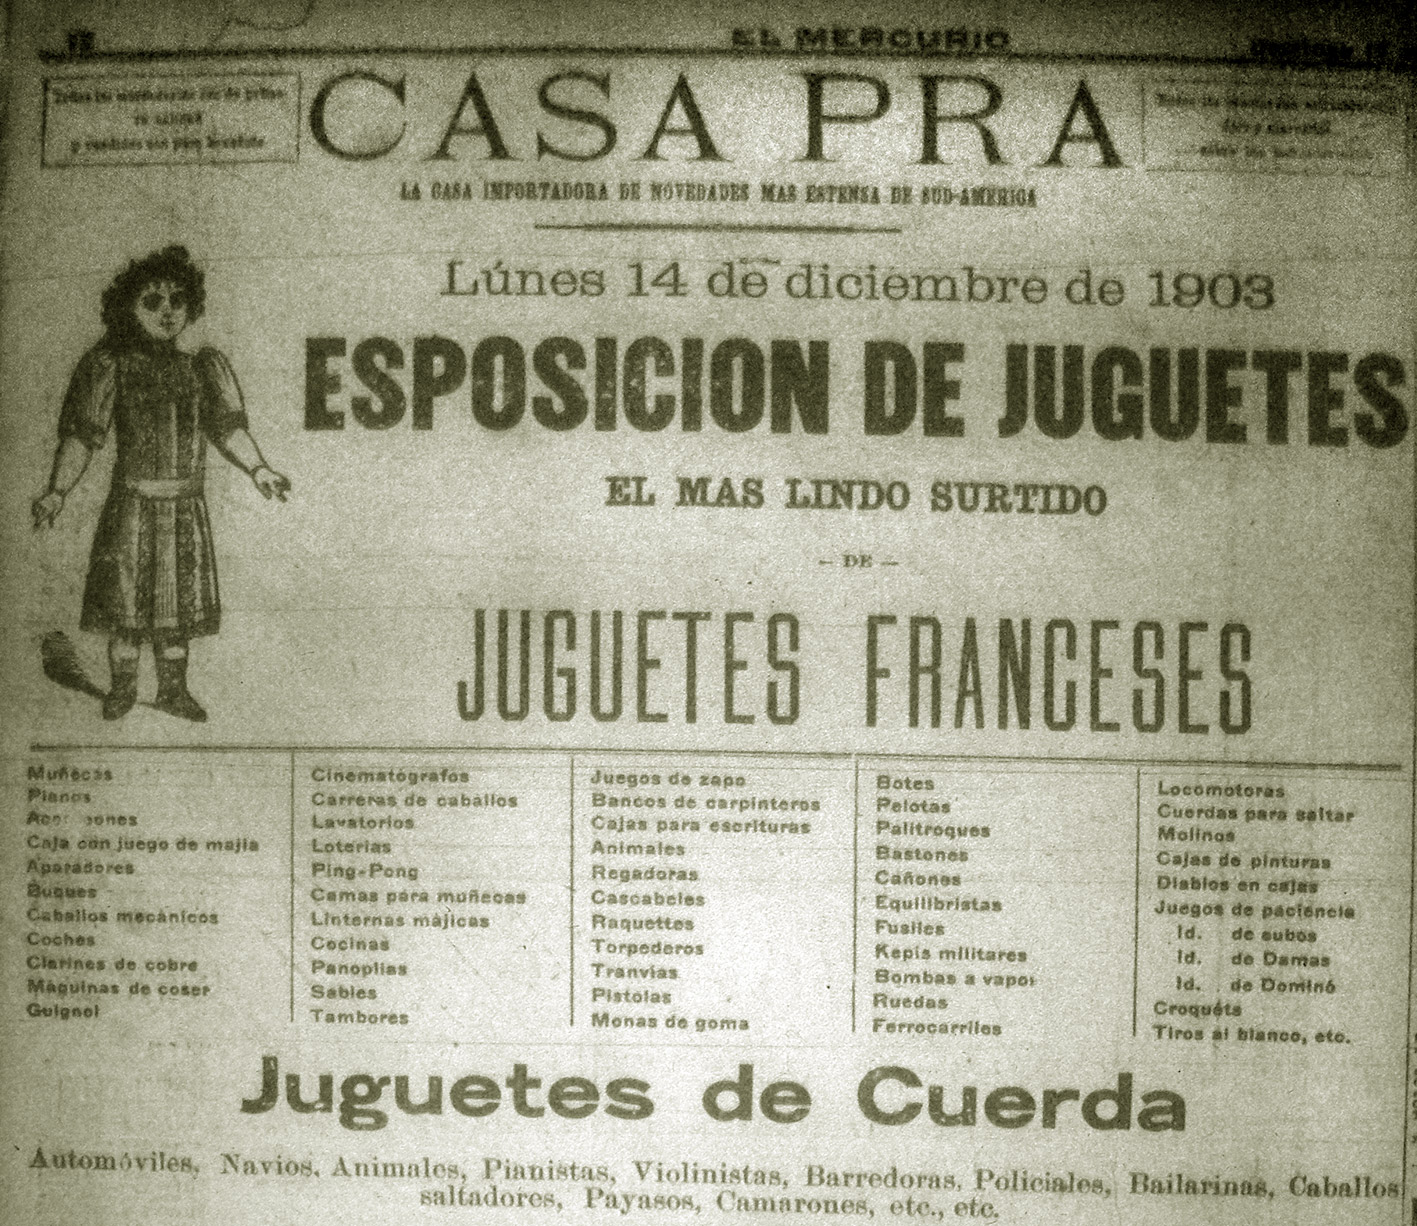 EL MERCURIO
CASA PRA
LA CASA IMPORTADORA DE NOVEDADES MAS ESTENSA DE SUD-AMERICA
Lúnes 14 de diciembre de 1903
ESPOSICION DE JUGUETES
EL MAS LINDO SURTIDO
— DE —
JUGUETES FRANCESES
Muñecas
Pianos
Caja con juego de majia
Aparadores
Buques
Caballos mecánicos
Coches
Clarines de cobre
Máquinas de coser
Guignol
Cinematógrafos
Carreras de caballos
Lavatorios
Loterias
Ping-Pong
Camas para muñecas
Linternas májicas
Cocinas
Panoplias
Sables
Tambores
Juegos de zapo
Bancos de carpinteros
Cajas para escrituras
Animales
Regadoras
Cascabeles
Raquettes
Torpederos
Tranvias
Pistolas
Monas de goma
Botes
Pelotas
Palitroques
Bastones
Cañones
Equilibristas
Fusiles
Kepis militares
Bombas a vapor
Ruedas
Ferrocarriles
Locomotoras
Cuerdas para saltar
Molinos
Cajas de pinturas
Diablos en cajas
Juegos de paciencia
Id. de cubos
Id. de Damas
Id. de Dominó
Croquéts
Tiros al blanco, etc.
Juguetes de Cuerda
Automóviles, Navios, Animales, Pianistas, Violinistas, Barredoras, Policiales, Bailarinas, Caballos
saltadores, Payasos, Camarones, etc., etc.